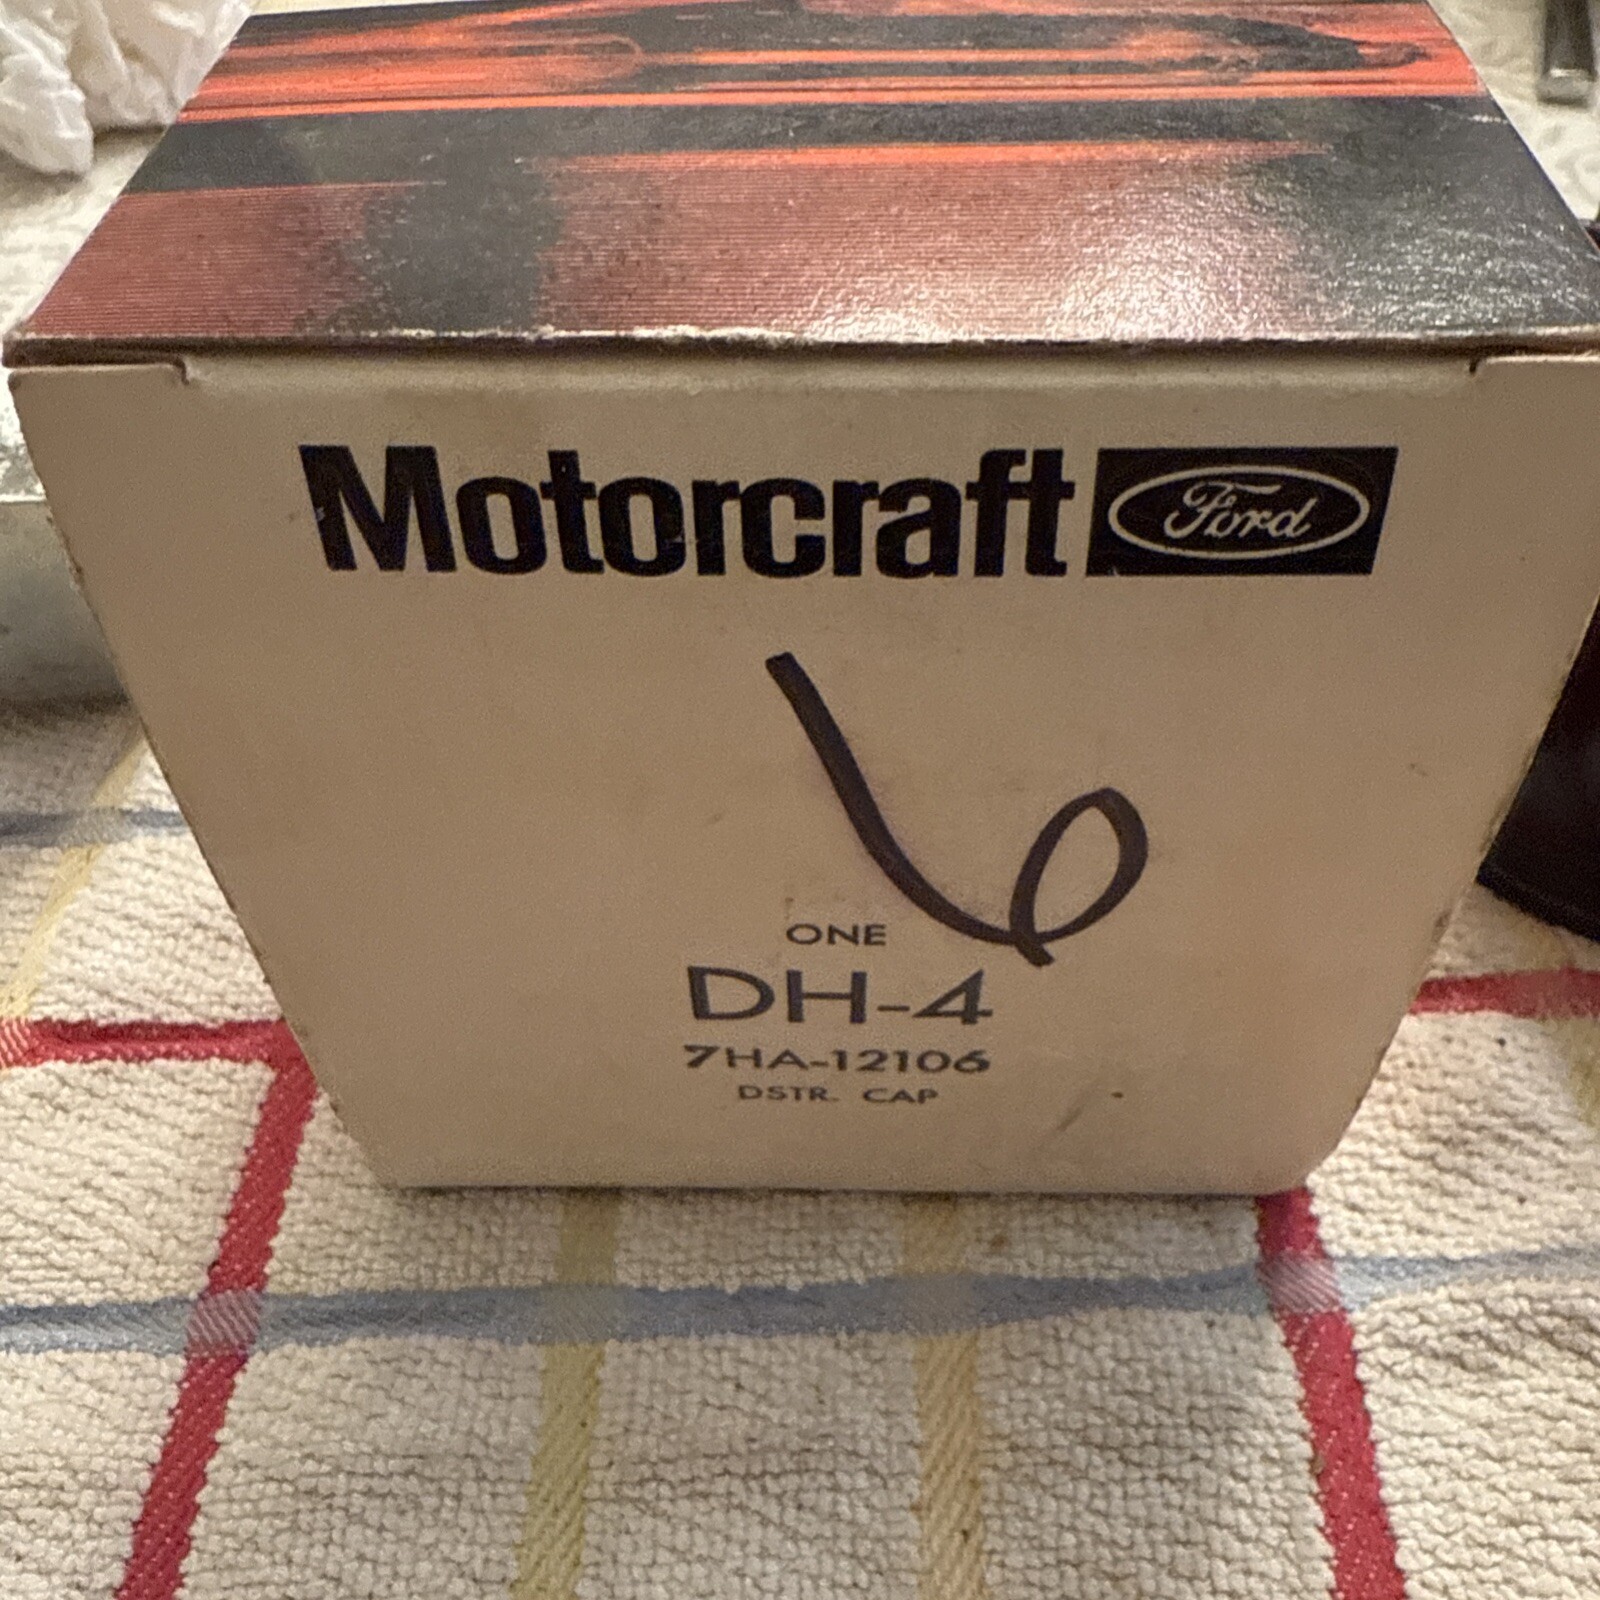 Motorcraft Ford
6
ONE
DH-4
7HA-12106
DSTR. CAP